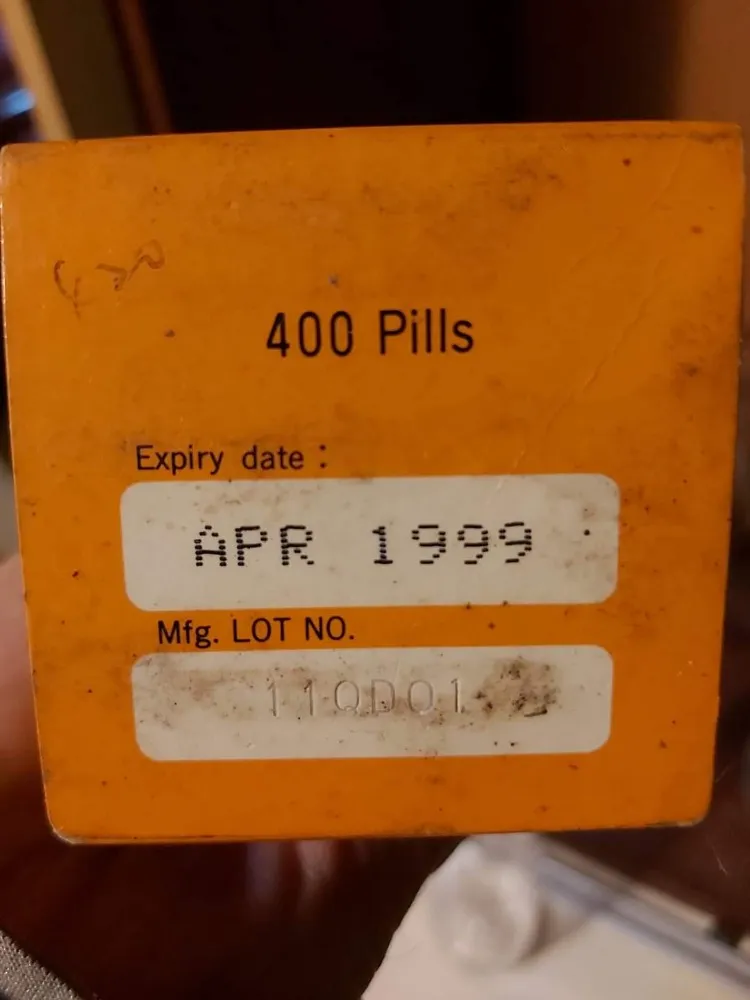 400 Pills
Expiry date :
APR 1999
Mfg. LOT NO.
11QD01